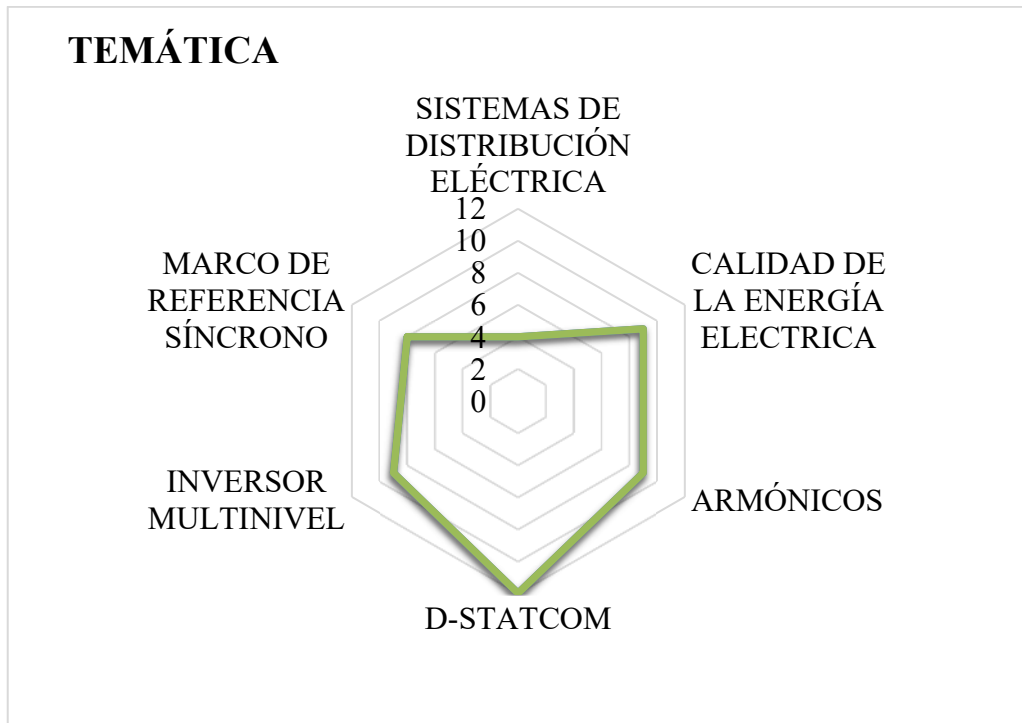 TEMÁTICA
SISTEMAS DE
DISTRIBUCIÓN
ELÉCTRICA
12
10
8
6
4
2
0
CALIDAD DE
LA ENERGÍA
ELECTRICA
ARMÓNICOS
D-STATCOM
INVERSOR
MULTINIVEL
MARCO DE
REFERENCIA
SÍNCRONO